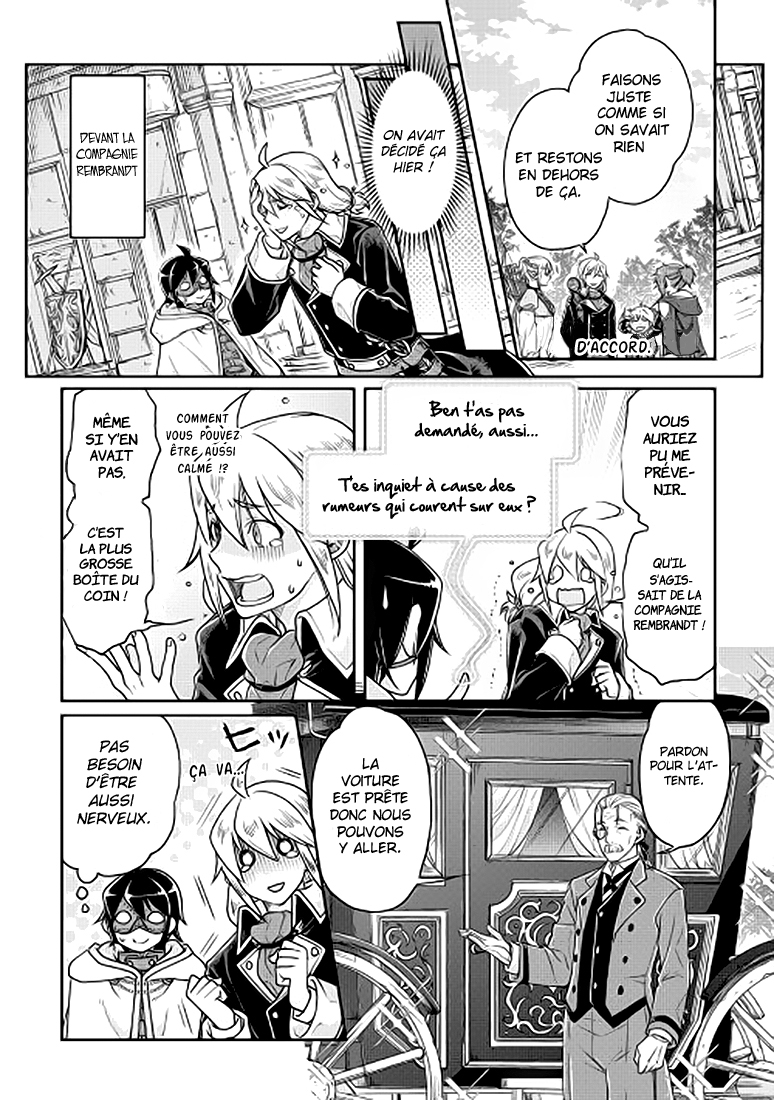 FAISONS
JUSTE
COMME SI
ON SAVAIT
RIEN
ET RESTONS
EN DEHORS
DE ÇA.
D'ACCORD.
ON AVAIT
DÉCIDÉ ÇA
HIER !
DEVANT LA
COMPAGNIE
REMBRANDT
VOUS
AURIEZ
PU ME
PRÉVE-
NIR..
QU'IL
S'AGIS-
SAIT DE LA
COMPAGNIE
REMBRANDT !
Ben t'as pas
demandé, aussi...
T'es inquiet à cause des
rumeurs qui courent sur eux ?
COMMENT
VOUS POUVEZ
ÊTRE AUSSI
CALMÉ !?
MÊME
SI Y'EN
AVAIT
PAS.
C'EST
LA PLUS
GROSSE
BOÎTE DU
COIN !
PARDON
POUR L'AT-
TENTE.
LA
VOITURE
EST PRÊTE
DONC NOUS
POUVONS
Y ALLER.
ヒッ
ÇA VA...
PAS
BESOIN
D'ÊTRE
AUSSI
NERVEUX.